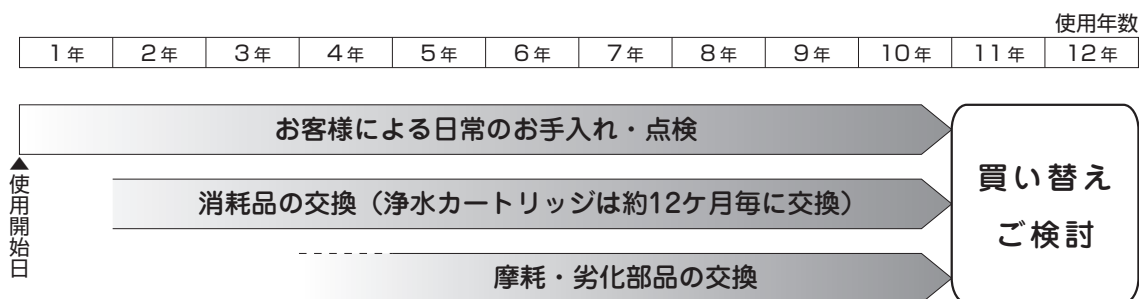 使用年数
1年 2年 3年 4年 5年 6年 7年 8年 9年 10年 11年 12年
お客様による日常のお手入れ・点検
使用開始日
消耗品の交換（浄水カートリッジは約12ケ月毎に交換）
摩耗・劣化部品の交換
買い替え
ご検討